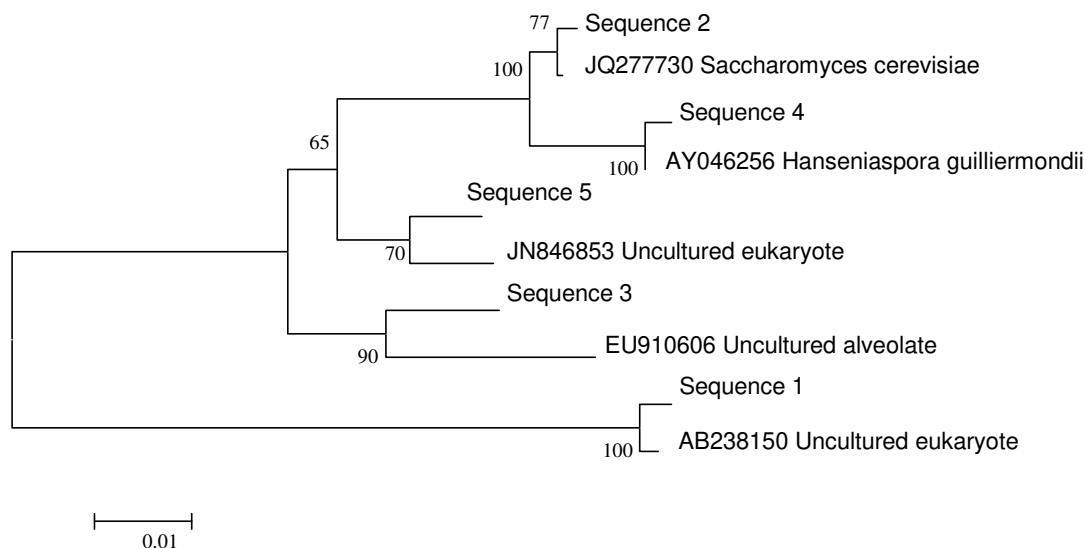 77
Sequence 2
JQ277730 Saccharomyces cerevisiae
100
Sequence 4
AY046256 Hanseniaspora guilliermondii
100
65
Sequence 5
JN846853 Uncultured eukaryote
70
Sequence 3
EU910606 Uncultured alveolate
90
Sequence 1
AB238150 Uncultured eukaryote
100
0.01